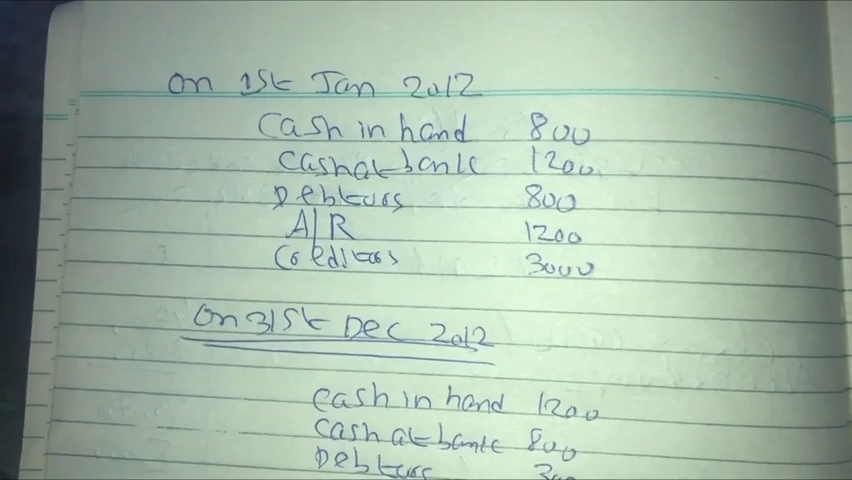 on 1st Jan 2012
Cash in hand 800
Cash at bank 1200
Debtors 800
A/R 1200
Creditors 3000
On 31st Dec 2012
cash in hand 1200
cash at bank 800
Debtors